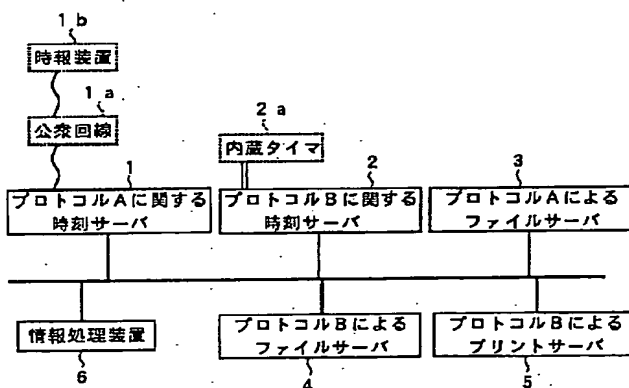 1b
時報装置
1a
公衆回線
2a
内蔵タイマ
1
プロトコルAに関する
時刻サーバ
2
プロトコルBに関する
時刻サーバ
3
プロトコルAによる
ファイルサーバ
情報処理装置
6
プロトコルBによる
ファイルサーバ
4
プロトコルBによる
プリントサーバ
5